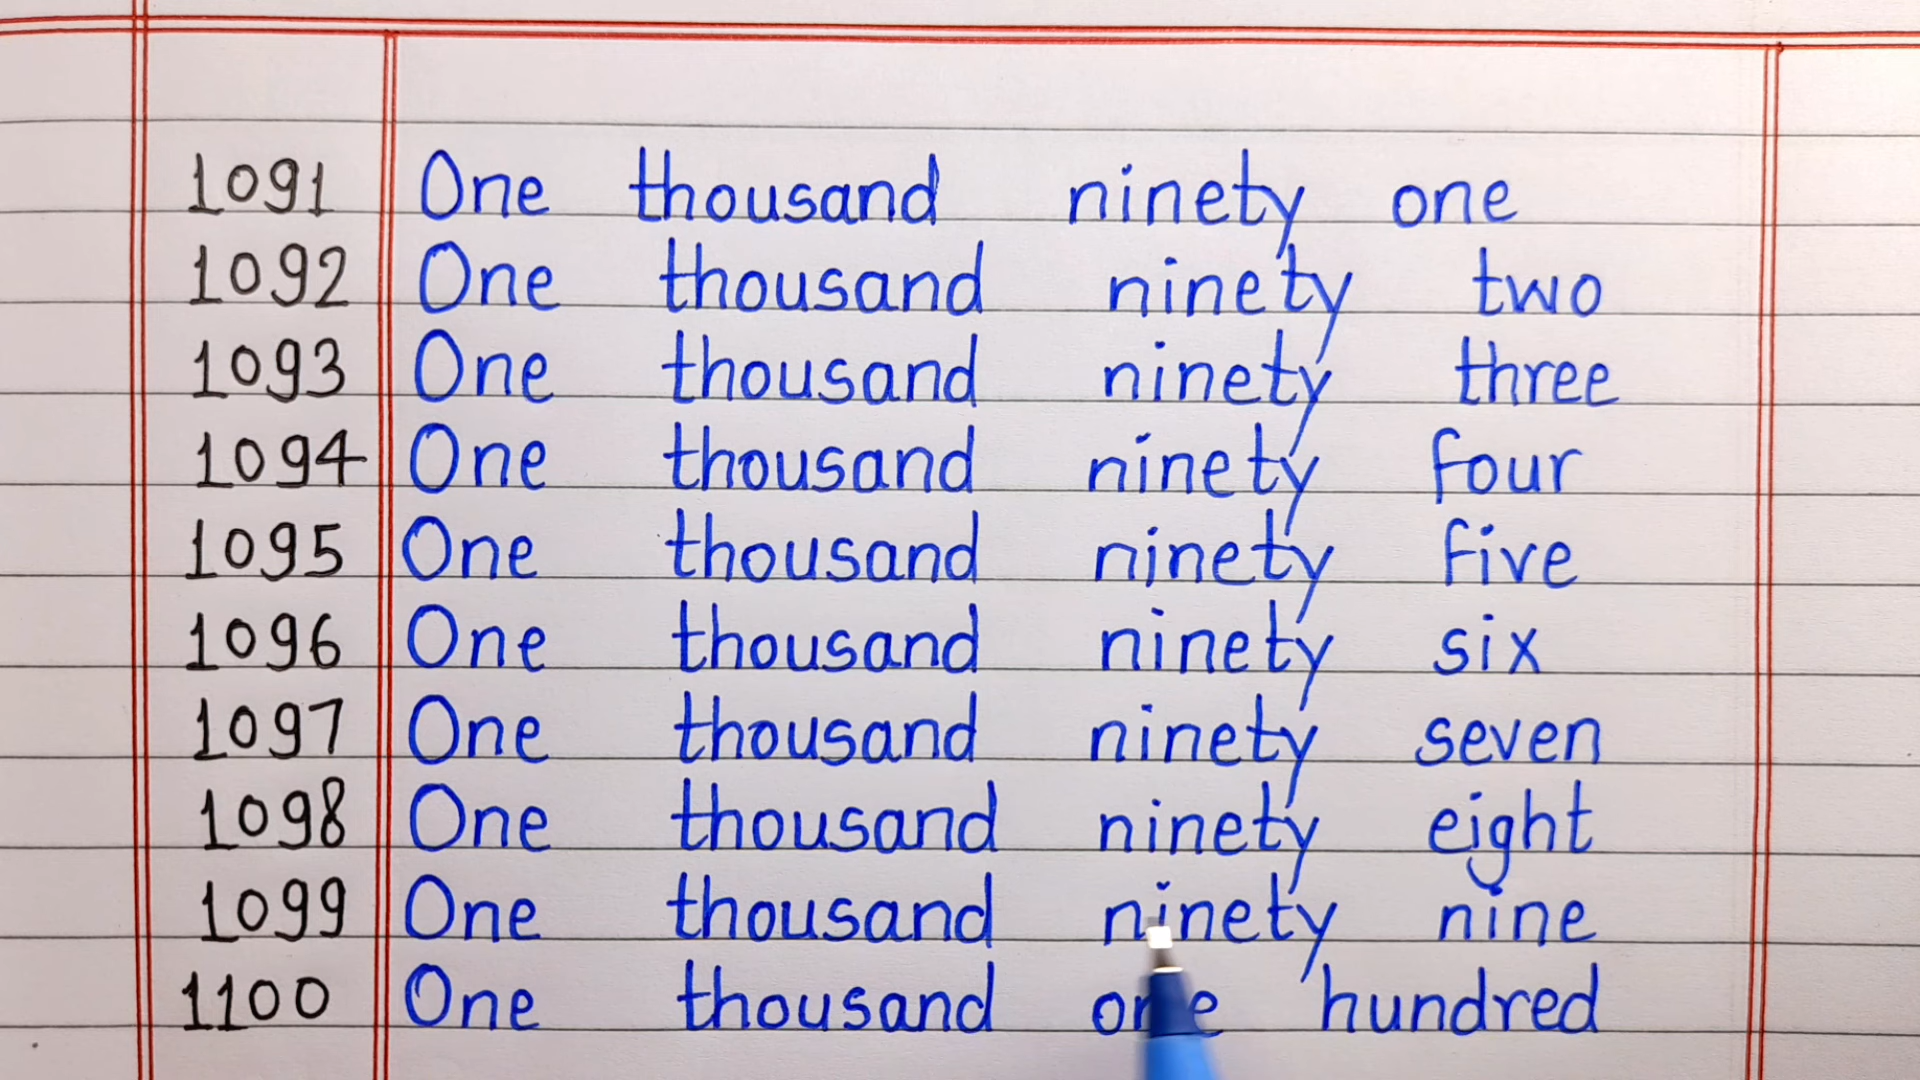 1091 One thousand ninety one
1092 One thousand ninety two
1093 One thousand ninety three
1094 One thousand ninety four
1095 One thousand ninety five
1096 One thousand ninety six
1097 One thousand ninety seven
1098 One thousand ninety eight
1099 One thousand ninety nine
1100 One thousand one hundred